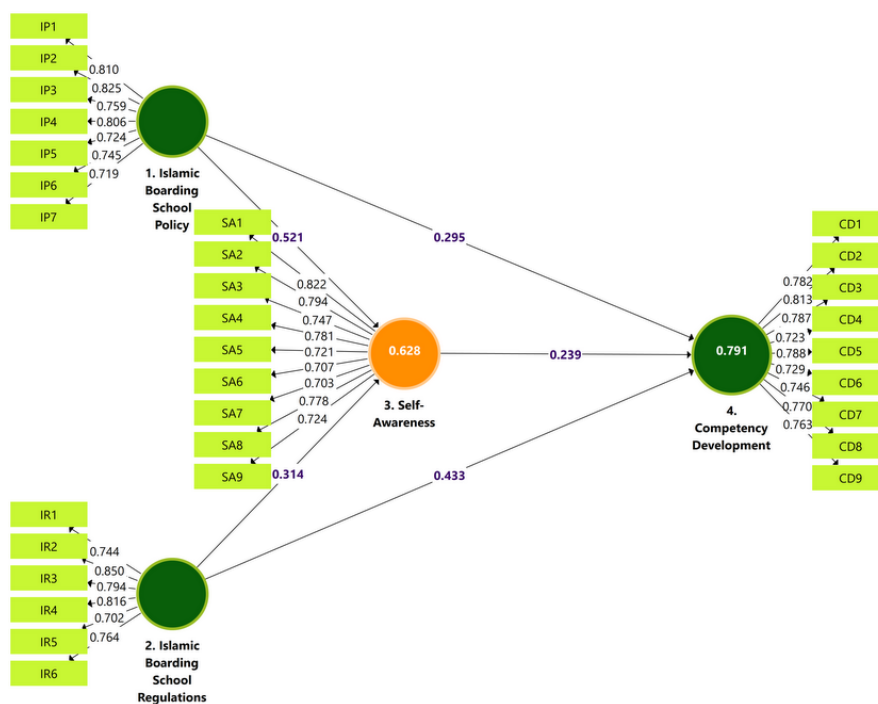 IP1
IP2
IP3
IP4
IP5
IP6
IP7
0.810
0.825
0.759
0.806
0.724
0.745
0.719
1. Islamic
Boarding
School
Policy
SA1
SA2
SA3
SA4
SA5
SA6
SA7
SA8
SA9
0.521
0.822
0.794
0.747
0.781
0.721
0.707
0.703
0.778
0.724
0.314
0.628
3. Self-
Awareness
0.295
0.239
0.433
0.791
4.
Competency
Development
0.782
0.813
0.787
0.723
0.788
0.729
0.746
0.770
0.763
CD1
CD2
CD3
CD4
CD5
CD6
CD7
CD8
CD9
IR1
IR2
IR3
IR4
IR5
IR6
0.744
0.850
0.794
0.816
0.702
0.764
2. Islamic
Boarding
School
Regulations